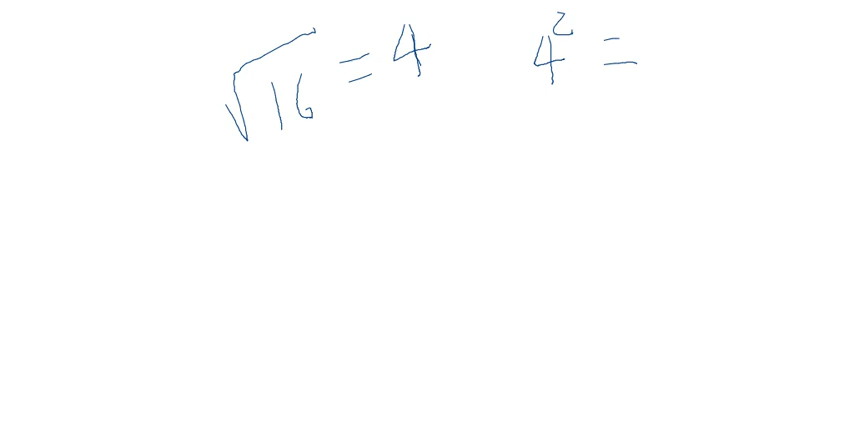 √16 = 4 4² =